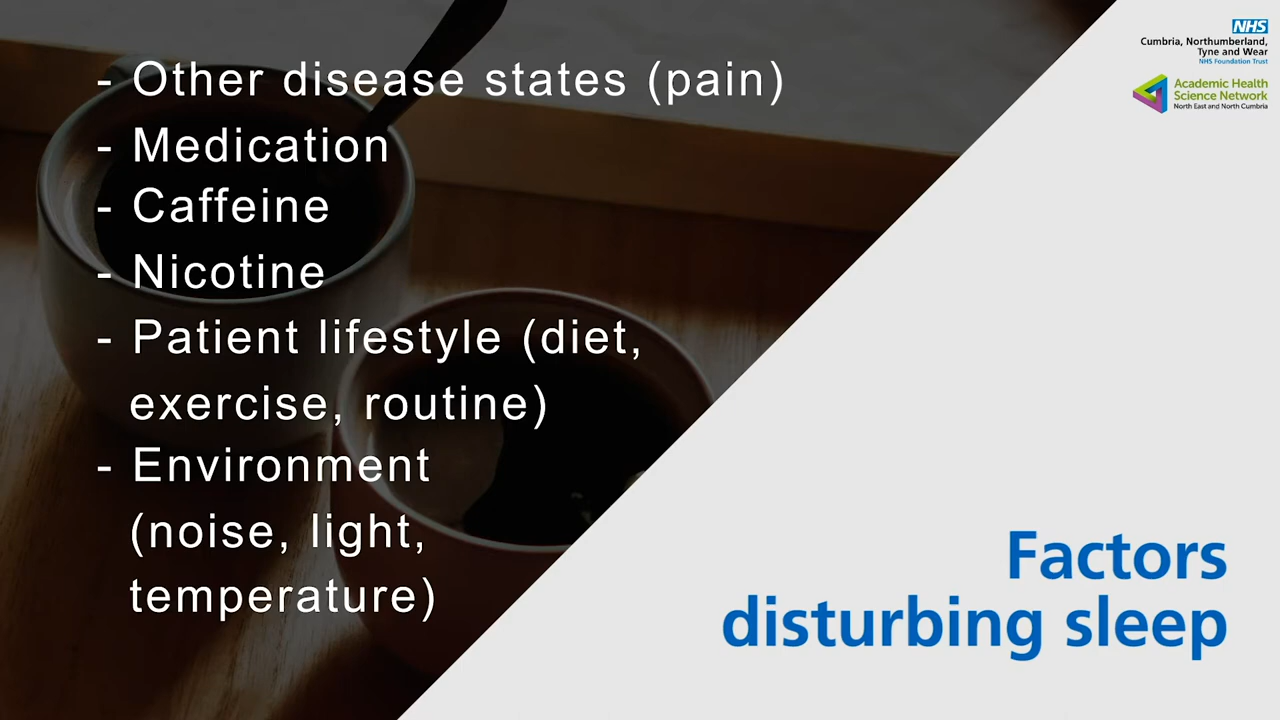 - Other disease states (pain)
- Medication
- Caffeine
- Nicotine
- Patient lifestyle (diet,
exercise, routine)
- Environment
(noise, light,
temperature)
NHS
Cumbria, Northumberland,
Tyne and Wear
NHS Foundation Trust
Academic Health
Science Network
North East and North Cumbria
Factors
disturbing sleep